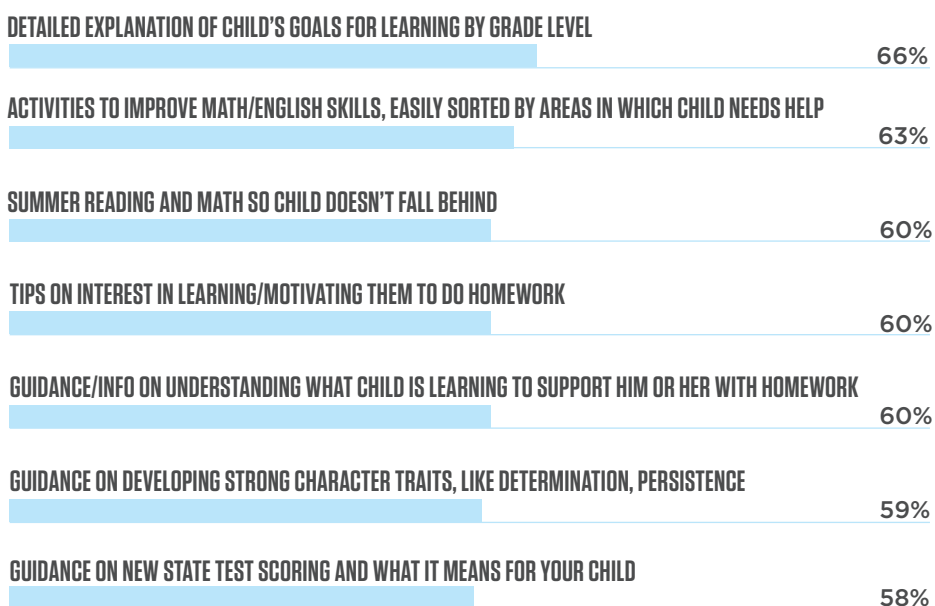 DETAILED EXPLANATION OF CHILD'S GOALS FOR LEARNING BY GRADE LEVEL
66%
ACTIVITIES TO IMPROVE MATH/ENGLISH SKILLS, EASILY SORTED BY AREAS IN WHICH CHILD NEEDS HELP
63%
SUMMER READING AND MATH SO CHILD DOESN'T FALL BEHIND
60%
TIPS ON INTEREST IN LEARNING/MOTIVATING THEM TO DO HOMEWORK
60%
GUIDANCE/INFO ON UNDERSTANDING WHAT CHILD IS LEARNING TO SUPPORT HIM OR HER WITH HOMEWORK
60%
GUIDANCE ON DEVELOPING STRONG CHARACTER TRAITS, LIKE DETERMINATION, PERSISTENCE
59%
GUIDANCE ON NEW STATE TEST SCORING AND WHAT IT MEANS FOR YOUR CHILD
58%